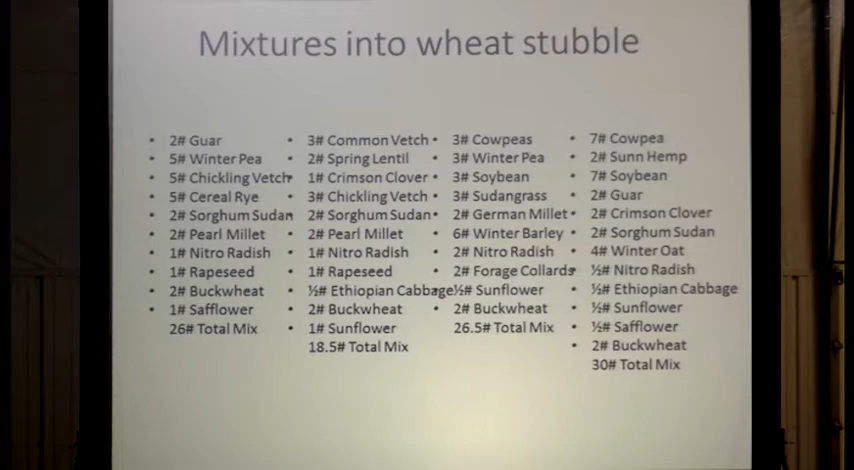 Mixtures into wheat stubble
• 2# Guar
• 5# Winter Pea
• 5# Chickling Vetch
• 5# Cereal Rye
• 2# Sorghum Sudan
• 2# Pearl Millet
• 1# Nitro Radish
• 1# Rapeseed
• 2# Buckwheat
• 1# Safflower
26# Total Mix
• 3# Common Vetch
• 2# Spring Lentil
• 1# Crimson Clover
• 3# Chickling Vetch
• 2# Sorghum Sudan
• 2# Pearl Millet
• 1# Nitro Radish
• 1# Rapeseed
• ½# Ethiopian Cabbage
• 2# Buckwheat
• 1# Sunflower
18.5# Total Mix
• 3# Cowpeas
• 3# Winter Pea
• 3# Soybean
• 3# Sudangrass
• 2# German Millet
• 6# Winter Barley
• 2# Nitro Radish
• 2# Forage Collards
• ½# Sunflower
• 2# Buckwheat
26.5# Total Mix
• 7# Cowpea
• 2# Sunn Hemp
• 7# Soybean
• 2# Guar
• 2# Crimson Clover
• 2# Sorghum Sudan
• 4# Winter Oat
• ½# Nitro Radish
• ½# Ethiopian Cabbage
• ½# Sunflower
• ½# Safflower
• 2# Buckwheat
30# Total Mix